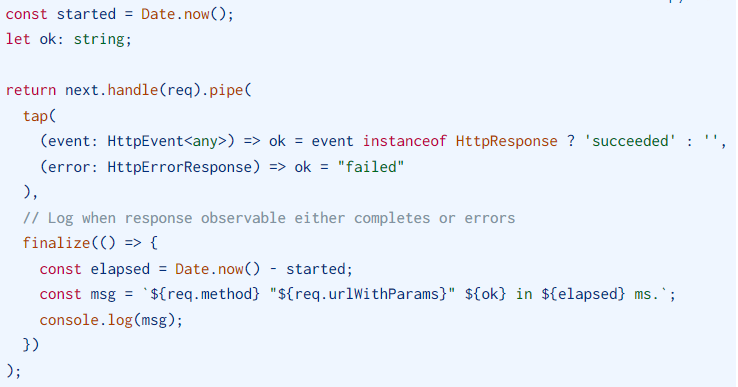 const started = Date.now();
let ok: string;
return next.handle(req).pipe(
tap(
(event: HttpEvent<any>) => ok = event instanceof HttpResponse ? 'succeeded' : '',
(error: HttpErrorResponse) => ok = "failed"
),
// Log when response observable either completes or errors
finalize(() => {
const elapsed = Date.now() - started;
const msg = `${req.method} "${req.urlWithParams}" ${ok} in ${elapsed} ms.`;
console.log(msg);
})
);